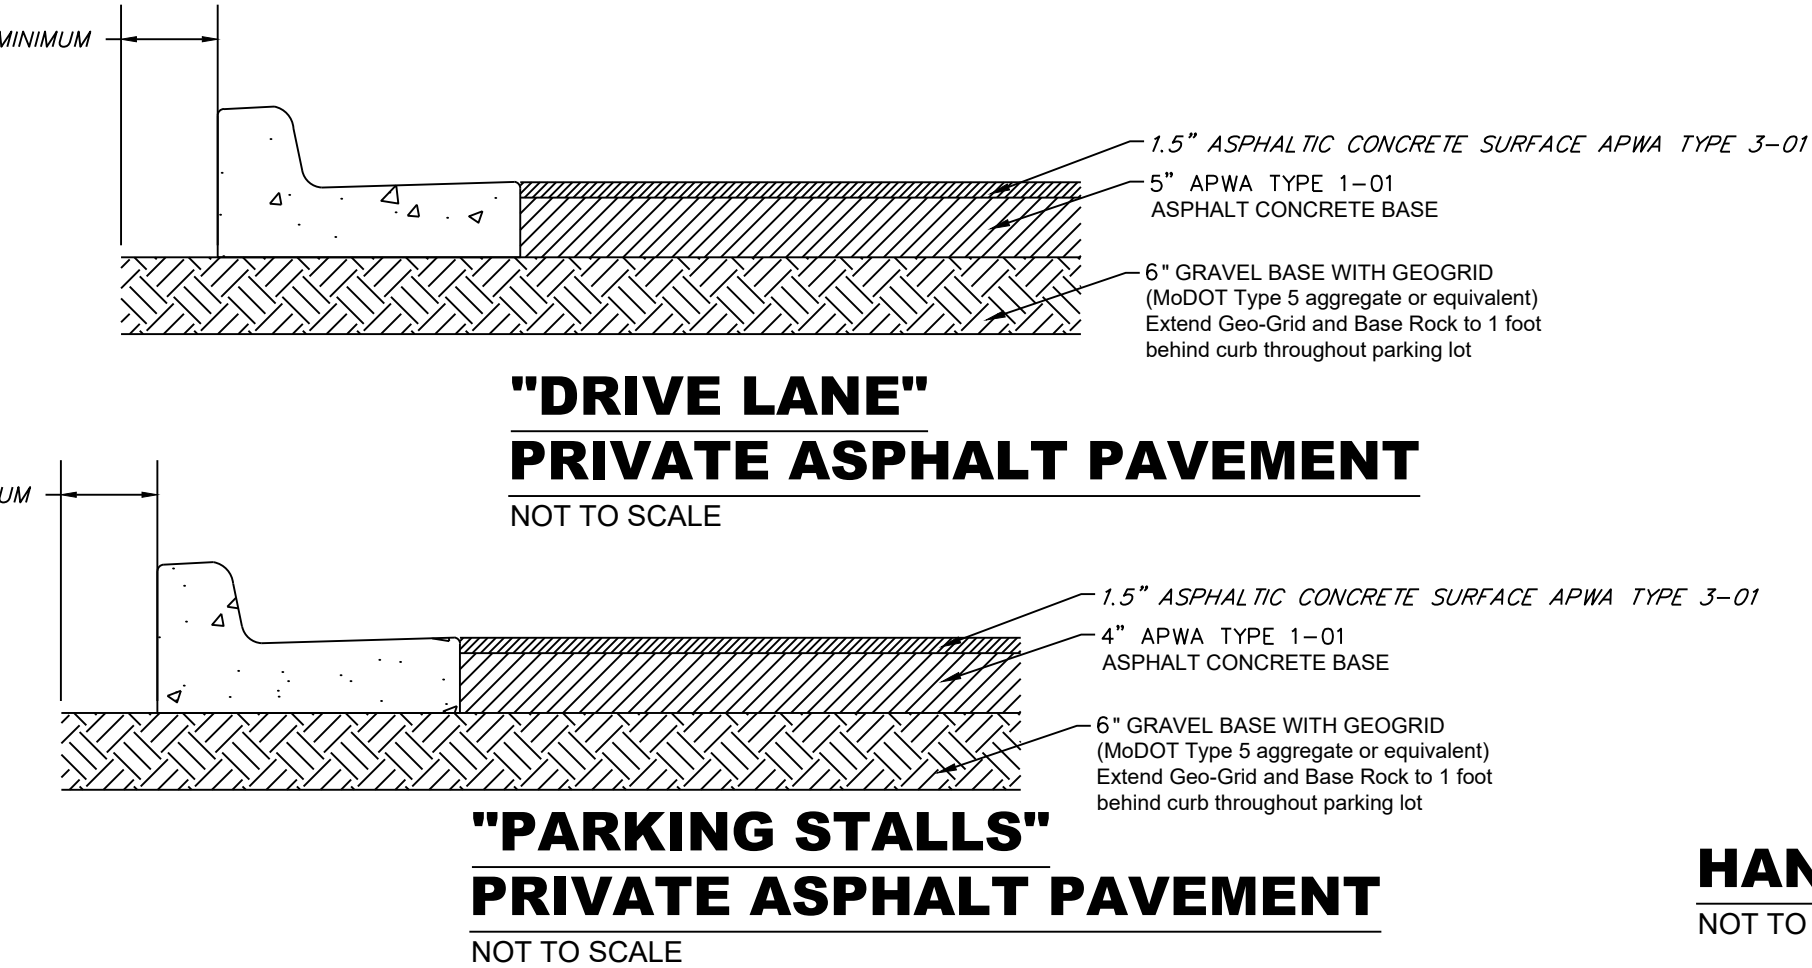 MINIMUM
1.5" ASPHALTIC CONCRETE SURFACE APWA TYPE 3-01
5" APWA TYPE 1-01
ASPHALT CONCRETE BASE
6" GRAVEL BASE WITH GEOGRID
(MoDOT Type 5 aggregate or equivalent)
Extend Geo-Grid and Base Rock to 1 foot
behind curb throughout parking lot
"DRIVE LANE"
PRIVATE ASPHALT PAVEMENT
NOT TO SCALE
UM
1.5" ASPHALTIC CONCRETE SURFACE APWA TYPE 3-01
4" APWA TYPE 1-01
ASPHALT CONCRETE BASE
6" GRAVEL BASE WITH GEOGRID
(MoDOT Type 5 aggregate or equivalent)
Extend Geo-Grid and Base Rock to 1 foot
behind curb throughout parking lot
"PARKING STALLS"
PRIVATE ASPHALT PAVEMENT
NOT TO SCALE
HAN
NOT TO